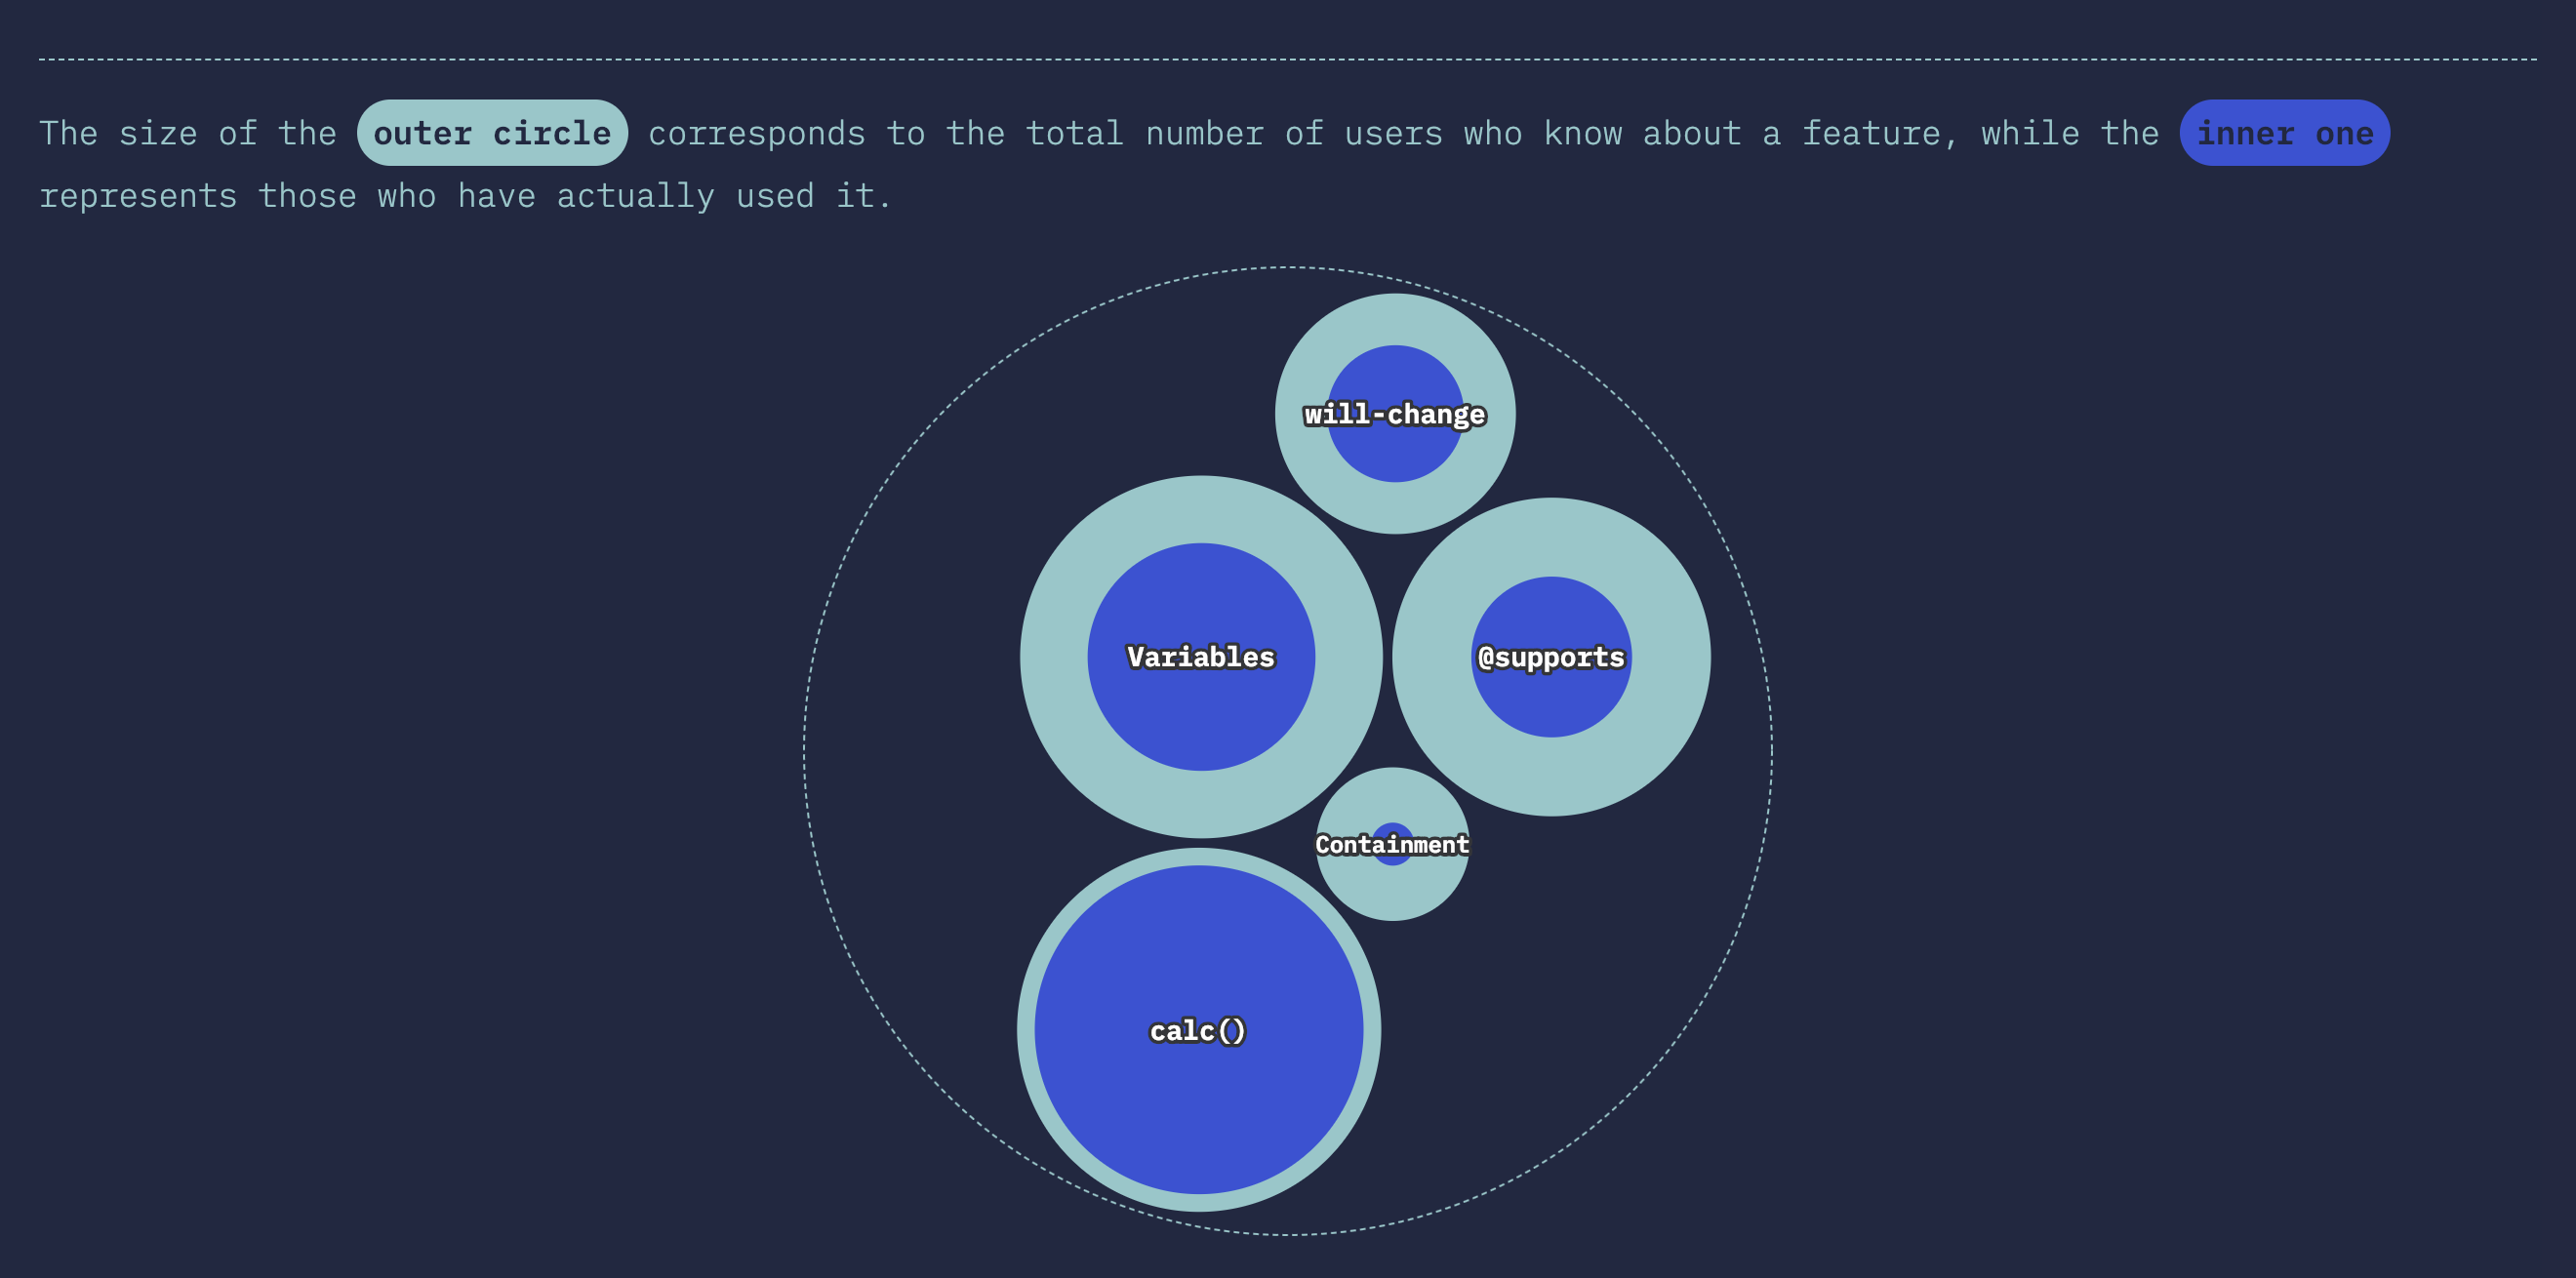 The size of the outer circle corresponds to the total number of users who know about a feature, while the inner one
represents those who have actually used it.
will-change
Variables
@supports
Containment
calc()